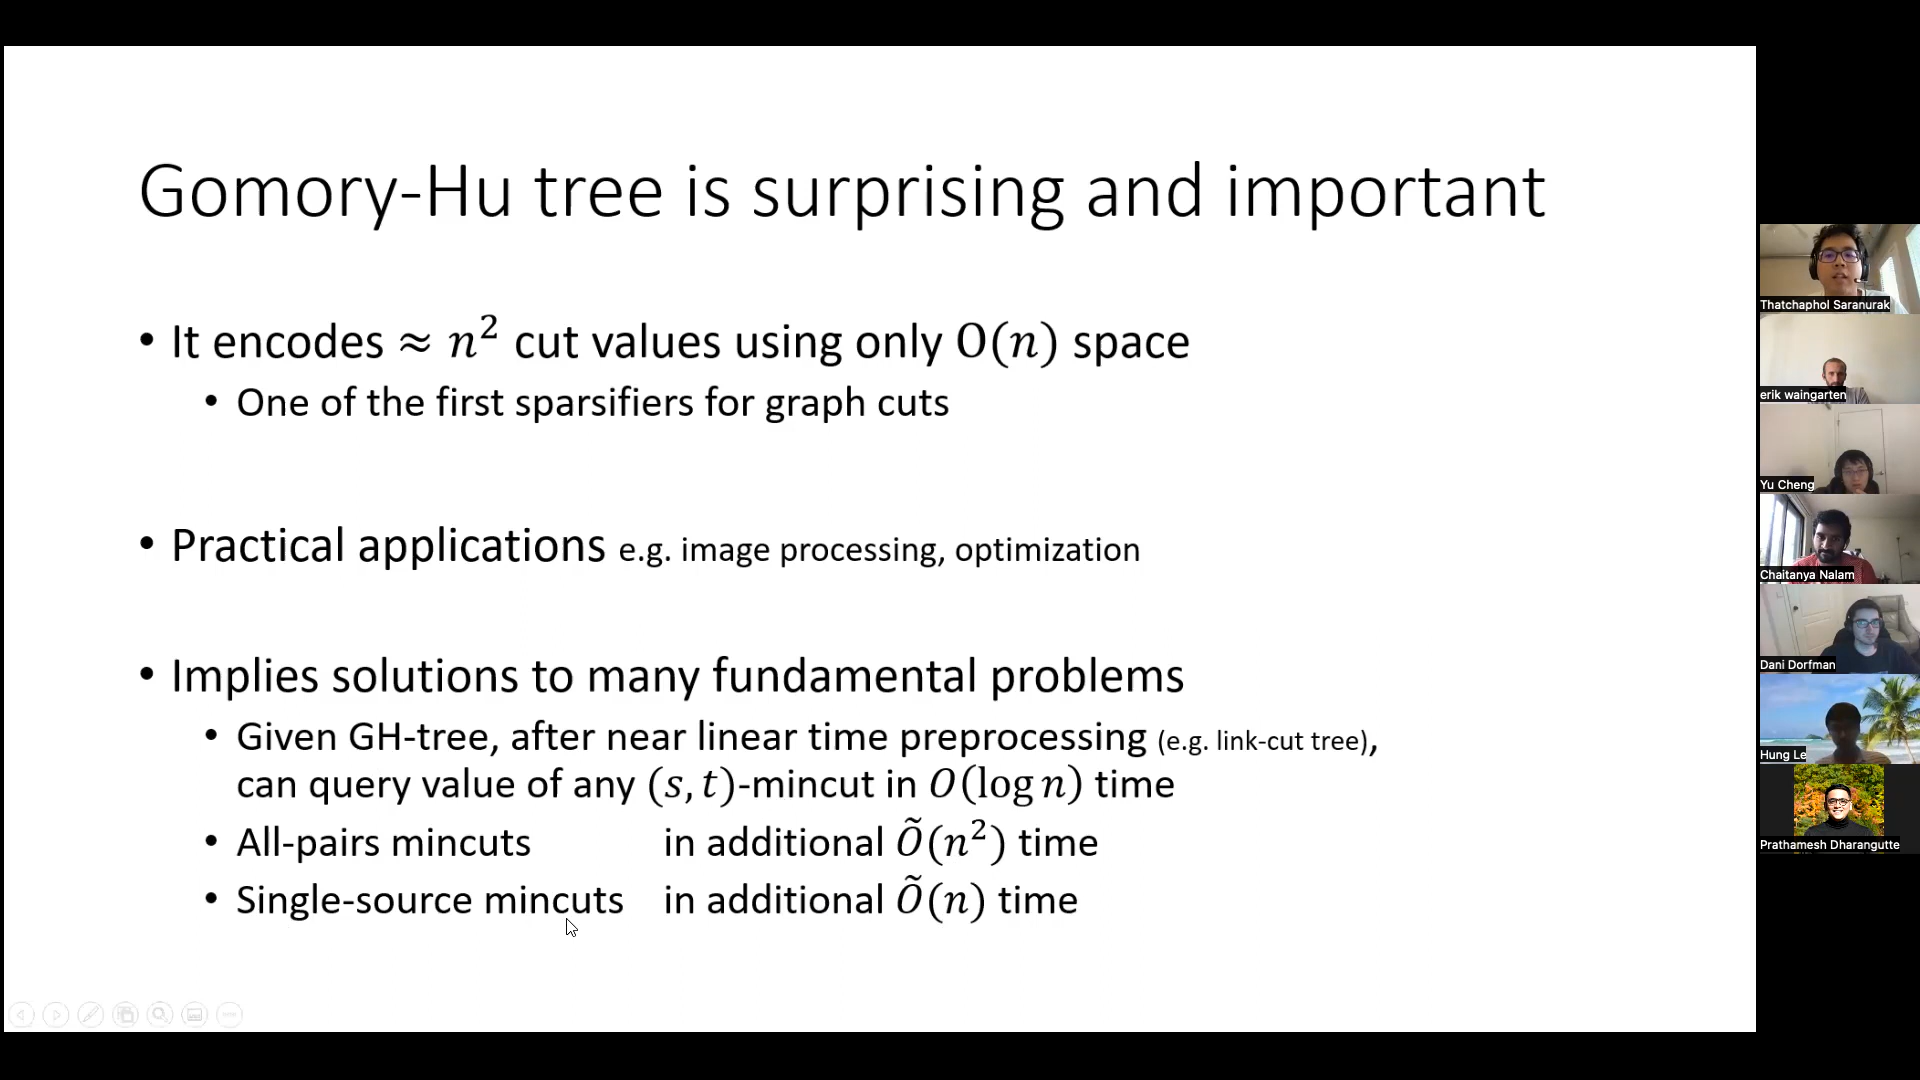 Gomory-Hu tree is surprising and important
• It encodes ≈ n² cut values using only O(n) space
• One of the first sparsifiers for graph cuts
• Practical applications e.g. image processing, optimization
• Implies solutions to many fundamental problems
• Given GH-tree, after near linear time preprocessing (e.g. link-cut tree),
can query value of any (s, t)-mincut in O(log n) time
• All-pairs mincuts in additional Õ(n²) time
• Single-source mincuts in additional Õ(n) time
Thatchaphol Saranurak
erik waingarten
Yu Cheng
Chaitanya Nalam
Dani Dorfman
Hung Le
Prathamesh Dharangutte